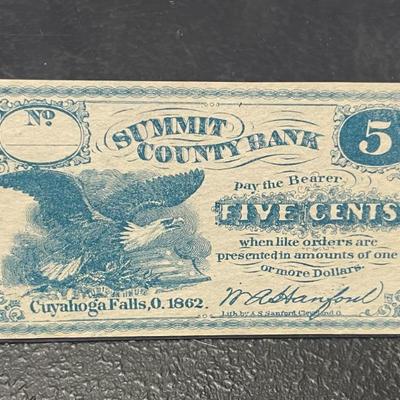 No.
SUMMIT
COUNTY BANK
5
pay the Bearer
FIVE CENTS
when like orders are
presented in amounts of one
or more Dollars.
Cuyahoga Falls, O. 1862.
W A Hanford
Lith. by A.S. Sanford, Cleveland, O.